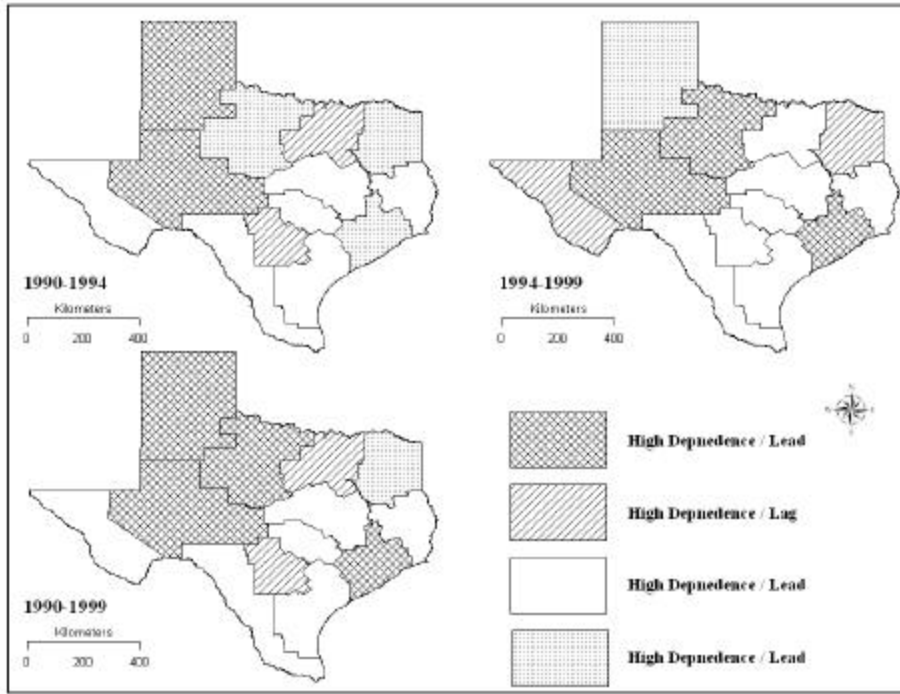 1990-1994
Kilometers
0 200 400
1994-1999
Kilometers
0 200 400
1990-1999
Kilometers
0 200 400
High Depnedence / Lead
High Depnedence / Lag
High Depnedence / Lead
High Depnedence / Lead